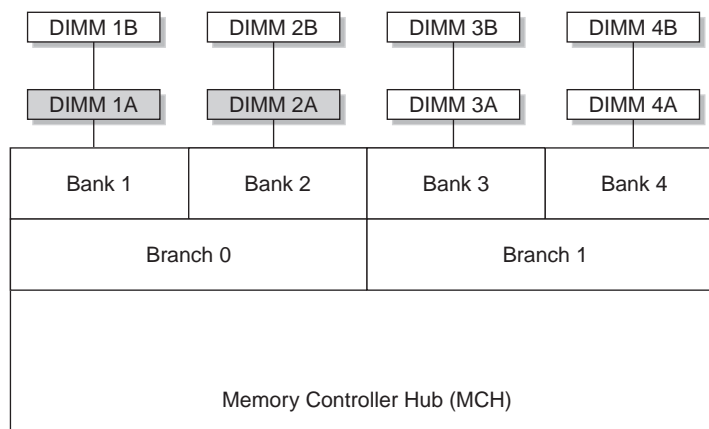 DIMM 1B DIMM 2B DIMM 3B DIMM 4B
DIMM 1A DIMM 2A DIMM 3A DIMM 4A
Bank 1 Bank 2 Bank 3 Bank 4
Branch 0 Branch 1
Memory Controller Hub (MCH)